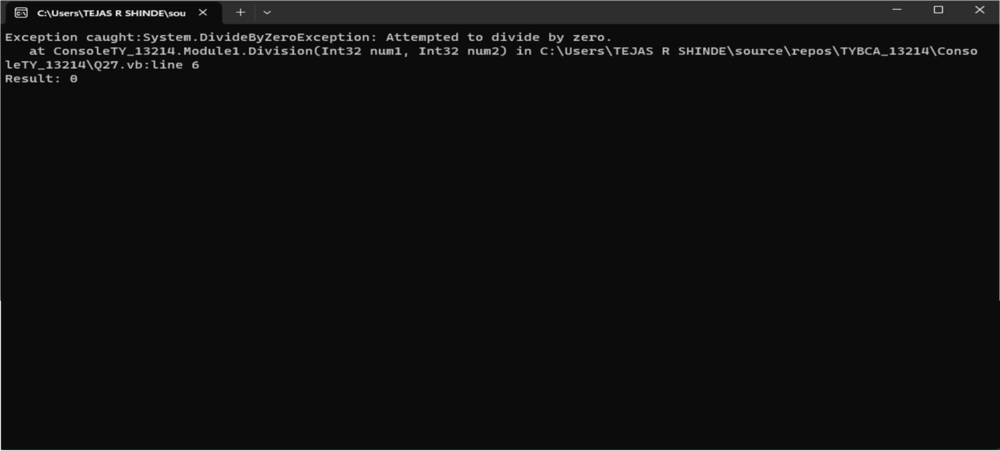 C:\Users\TEJAS R SHINDE\sou
Exception caught:System.DivideByZeroException: Attempted to divide by zero.
   at ConsoleTY_13214.Module1.Division(Int32 num1, Int32 num2) in C:\Users\TEJAS R SHINDE\source\repos\TYBCA_13214\Conso
leTY_13214\Q27.vb:line 6
Result: 0